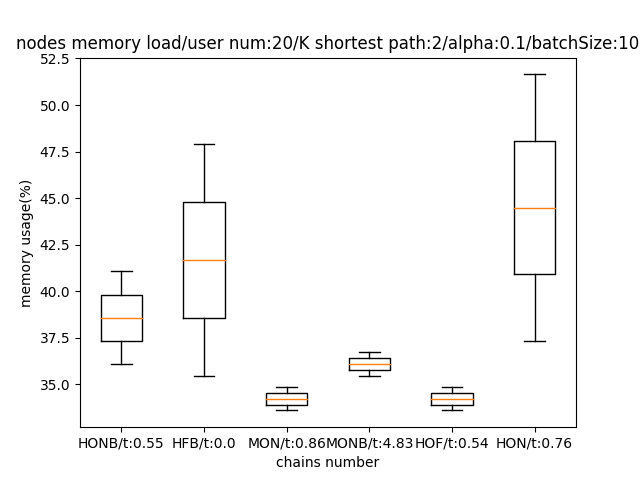 nodes memory load/user num:20/K shortest path:2/alpha:0.1/batchSize:10
52.5
50.0
47.5
45.0
42.5
40.0
37.5
35.0
memory usage(%)
HONB/t:0.55 HFB/t:0.0 MON/t:0.86 MONB/t:4.83 HOF/t:0.54 HON/t:0.76
chains number